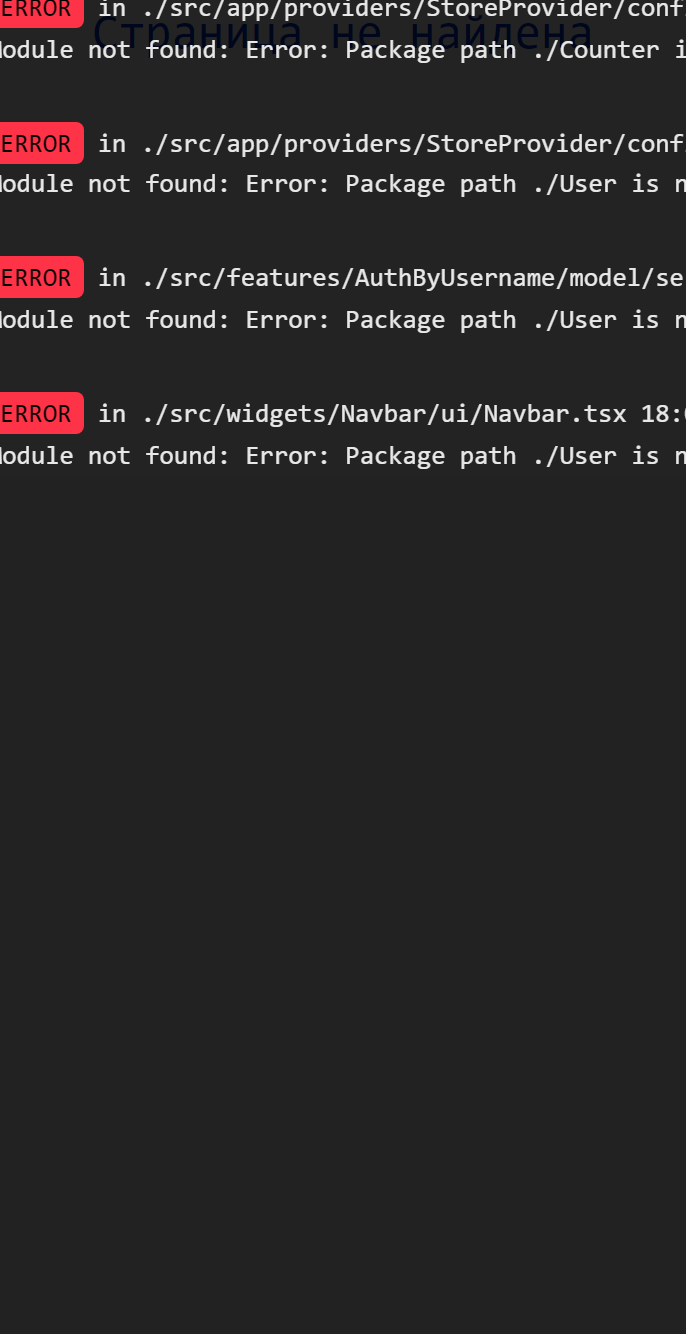 ERROR in ./src/app/providers/StoreProvider/conf
Страница не найдена
Module not found: Error: Package path ./Counter i
ERROR in ./src/app/providers/StoreProvider/conf
Module not found: Error: Package path ./User is n
ERROR in ./src/features/AuthByUsername/model/se
Module not found: Error: Package path ./User is n
ERROR in ./src/widgets/Navbar/ui/Navbar.tsx 18:
Module not found: Error: Package path ./User is n